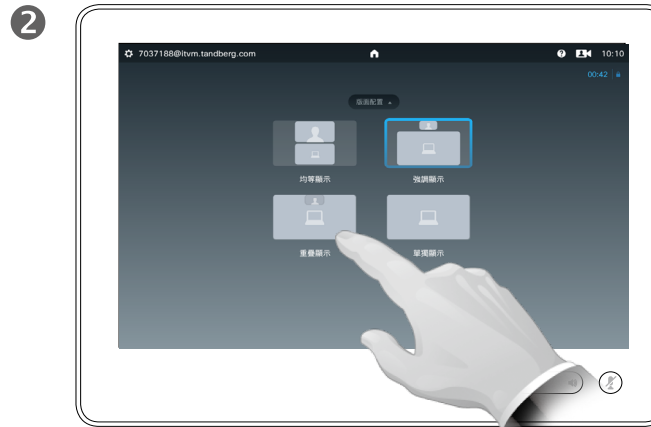 2
7037188@itvm.tandberg.com
10:10
00:42
版面配置
均等顯示
強調顯示
重疊顯示
單獨顯示